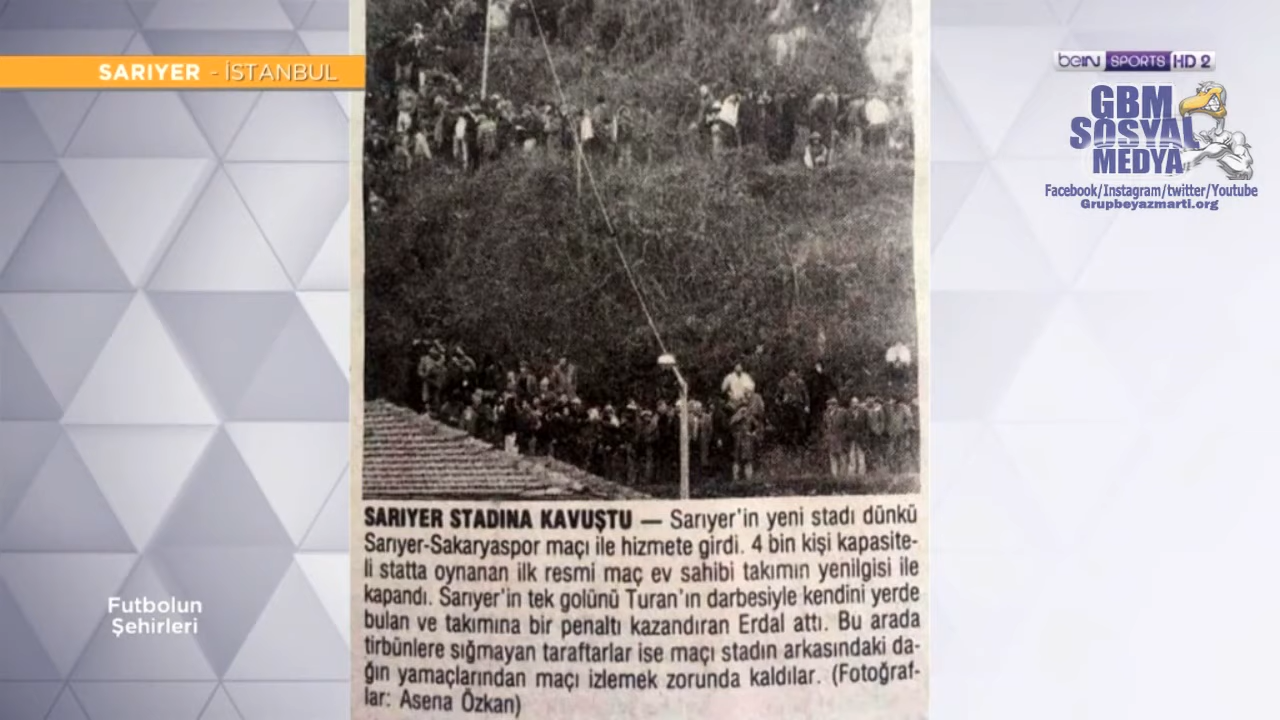 SARIYER - İSTANBUL
beIN SPORTS HD 2
GBM
SOSYAL
MEDYA
Facebook/Instagram/twitter/Youtube
Grupbeyazmarti.org
SARIYER STADINA KAVUŞTU — Sarıyer'in yeni stadı dünkü
Sarıyer-Sakaryaspor maçı ile hizmete girdi. 4 bin kişi kapasite-
li statta oynanan ilk resmi maç ev sahibi takımın yenilgisi ile
kapandı. Sarıyer'in tek golünü Turan'ın darbesiyle kendini yerde
bulan ve takımına bir penaltı kazandıran Erdal attı. Bu arada
tirbünlere sığmayan taraftarlar ise maçı stadın arkasındaki da-
ğın yamaçlarından maçı izlemek zorunda kaldılar. (Fotoğraf-
lar: Asena Özkan)
Futbolun
Şehirleri